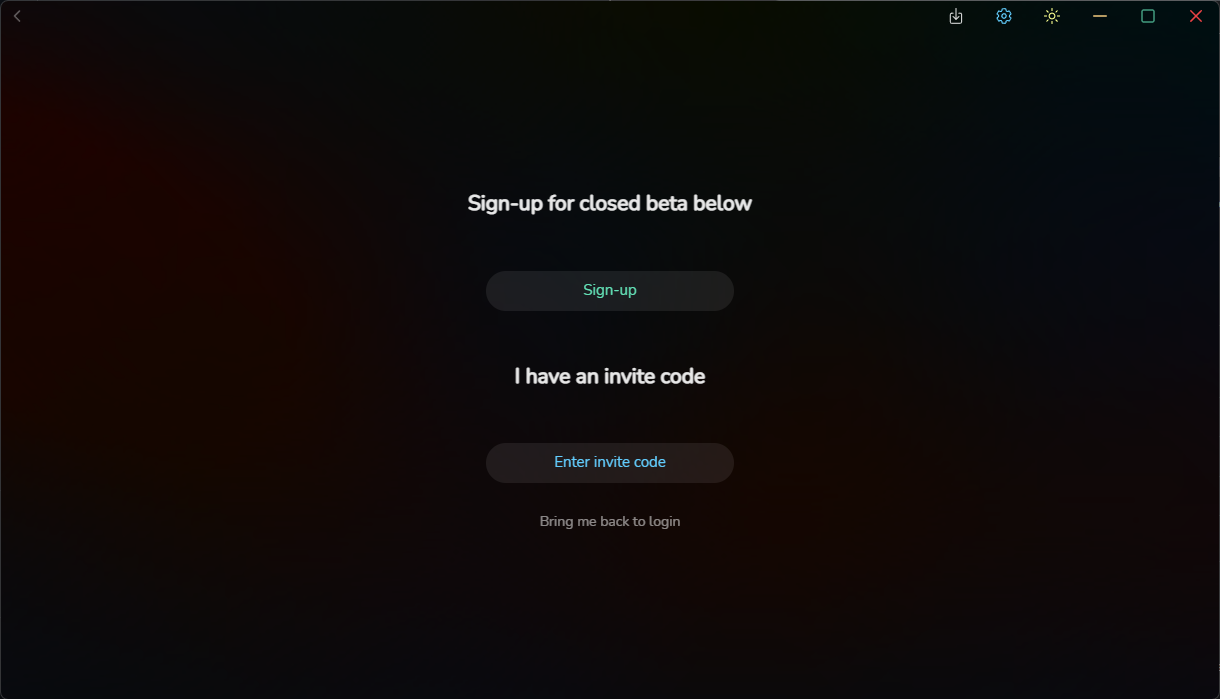 Sign-up for closed beta below
Sign-up
I have an invite code
Enter invite code
Bring me back to login